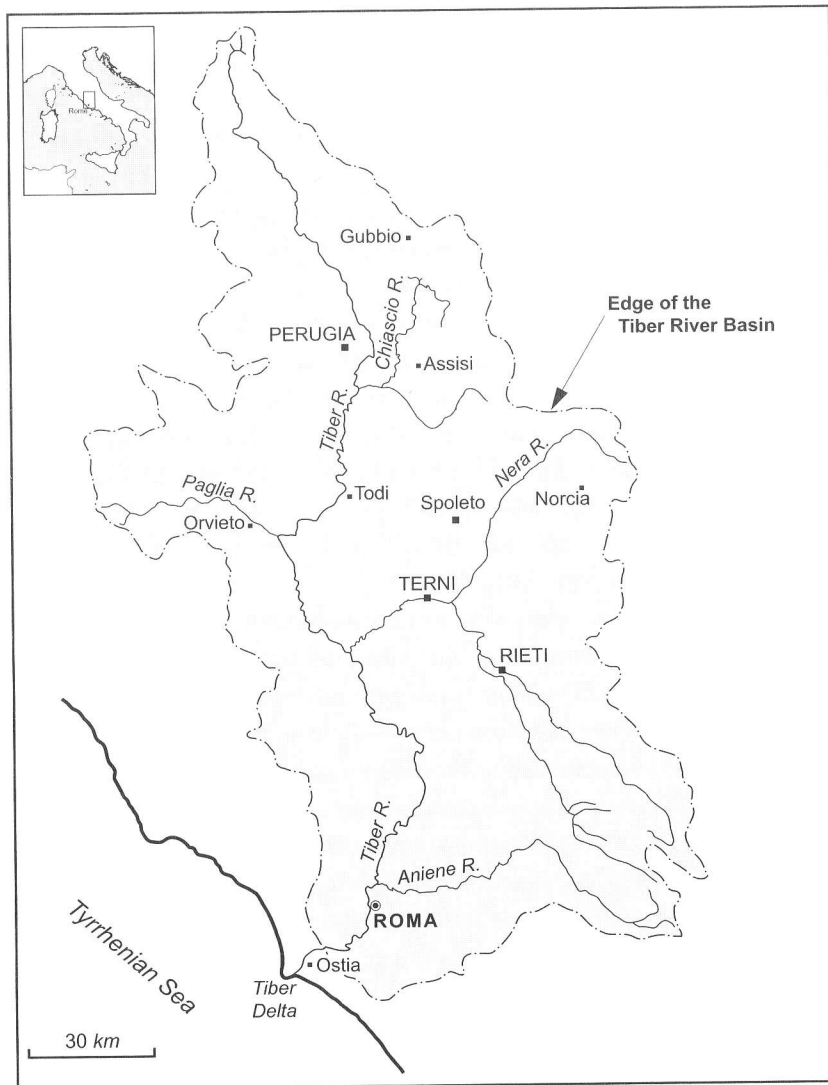 Rome
Gubbio
Chiascio R.
Edge of the
Tiber River Basin
PERUGIA
Assisi
Tiber R.
Nera R.
Paglia R.
Todi
Spoleto
Norcia
Orvieto
TERNI
RIETI
Tiber R.
Aniene R.
ROMA
Tyrrhenian Sea
Ostia
Tiber
Delta
30 km